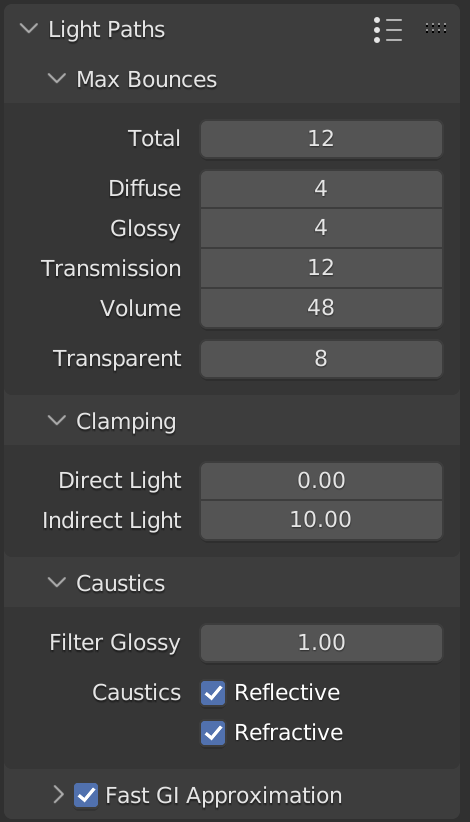 Light Paths
Max Bounces
Total 12
Diffuse 4
Glossy 4
Transmission 12
Volume 48
Transparent 8
Clamping
Direct Light 0.00
Indirect Light 10.00
Caustics
Filter Glossy 1.00
Caustics Reflective
Refractive
Fast GI Approximation